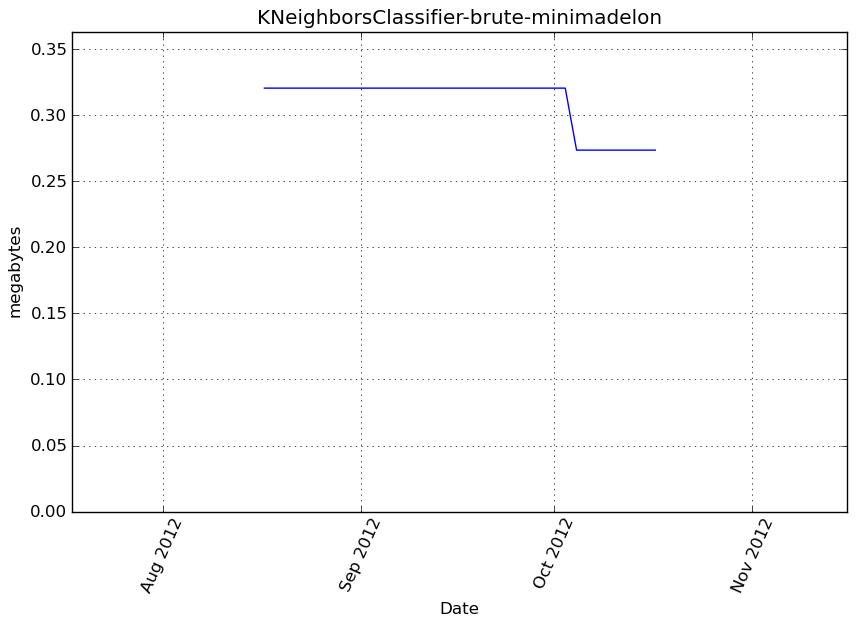 KNeighborsClassifier-brute-minimadelon
0.35
0.30
0.25
0.20
0.15
0.10
0.05
0.00
megabytes
Aug 2012
Sep 2012
Oct 2012
Nov 2012
Date